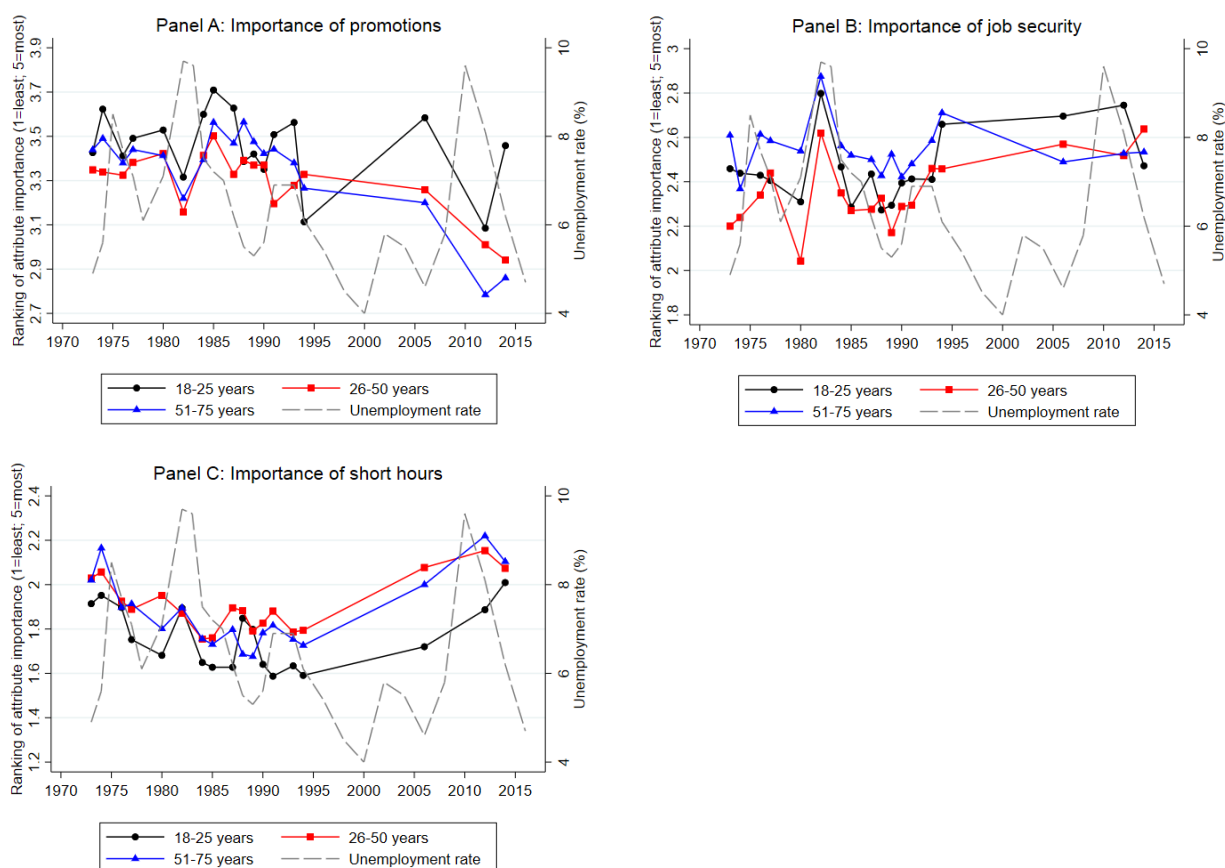 Panel A: Importance of promotions
Ranking of attribute importance (1=least; 5=most)
3.9
3.7
3.5
3.3
3.1
2.9
2.7
10
8
6
4
Unemployment rate (%)
1970 1975 1980 1985 1990 1995 2000 2005 2010 2015
18-25 years 26-50 years
51-75 years Unemployment rate
Panel B: Importance of job security
Ranking of attribute importance (1=least; 5=most)
3
2.8
2.6
2.4
2.2
2
1.8
10
8
6
4
Unemployment rate (%)
1970 1975 1980 1985 1990 1995 2000 2005 2010 2015
18-25 years 26-50 years
51-75 years Unemployment rate
Panel C: Importance of short hours
Ranking of attribute importance (1=least; 5=most)
2.4
2.2
2
1.8
1.6
1.4
1.2
10
8
6
4
Unemployment rate (%)
1970 1975 1980 1985 1990 1995 2000 2005 2010 2015
18-25 years 26-50 years
51-75 years Unemployment rate